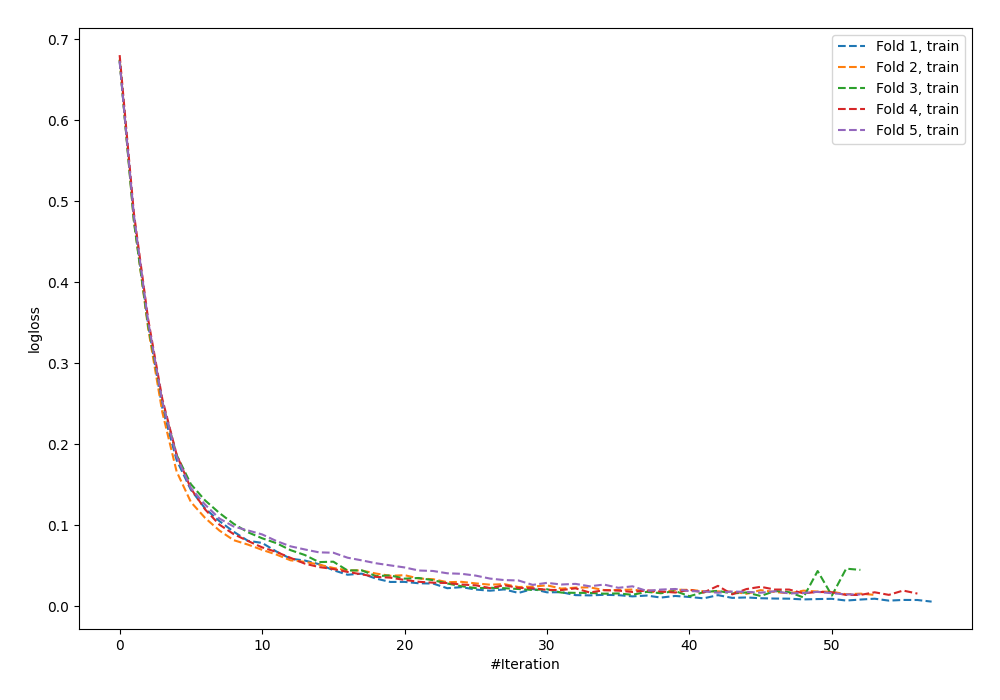 0.7
0.6
0.5
0.4
0.3
0.2
0.1
0.0
logloss
0 10 20 30 40 50
#Iteration
Fold 1, train
Fold 2, train
Fold 3, train
Fold 4, train
Fold 5, train